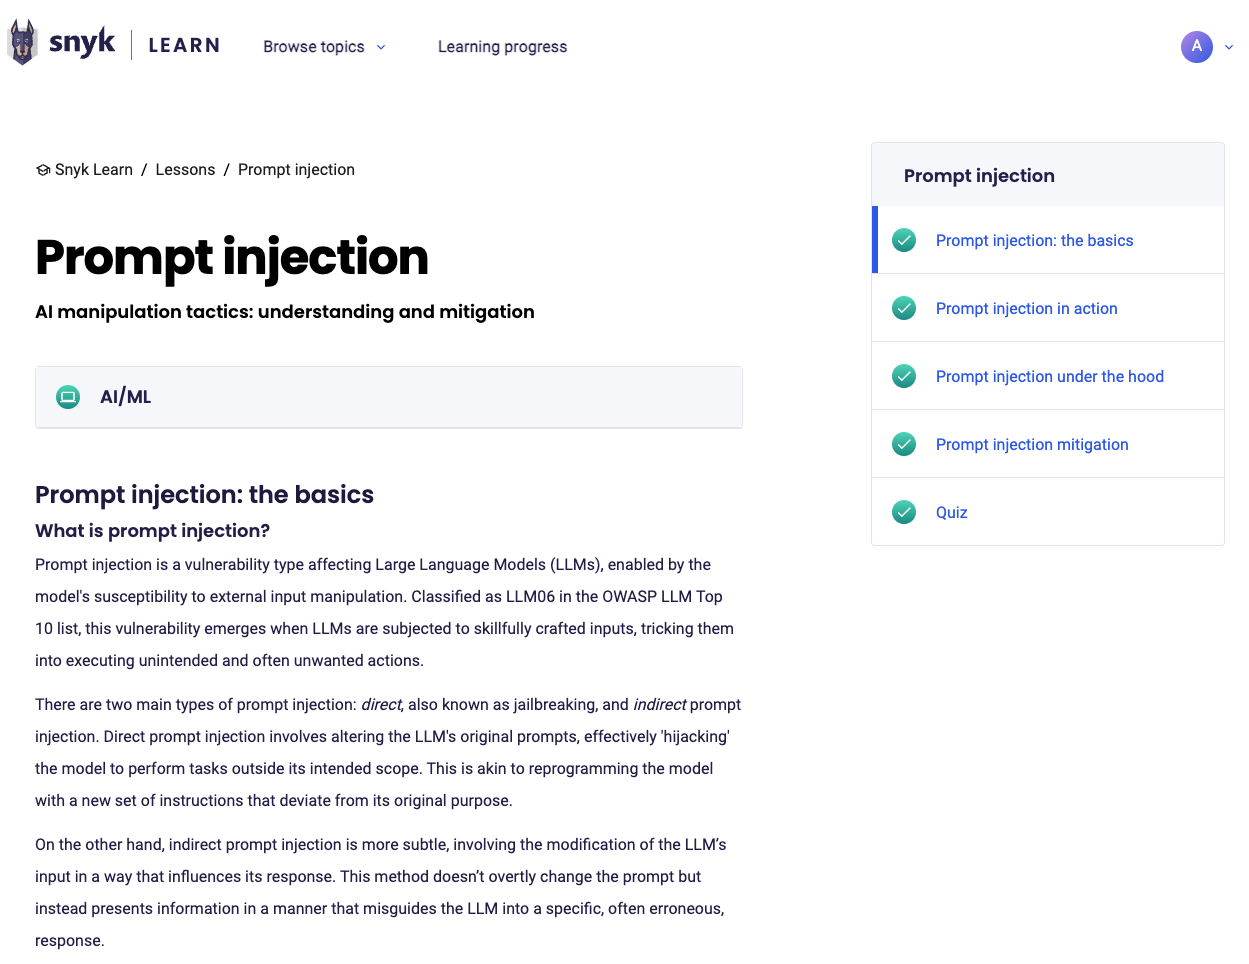 snyk | LEARN
Browse topics
Learning progress
A
Snyk Learn / Lessons / Prompt injection
Prompt injection
AI manipulation tactics: understanding and mitigation
AI/ML
Prompt injection: the basics
What is prompt injection?
Prompt injection is a vulnerability type affecting Large Language Models (LLMs), enabled by the
model's susceptibility to external input manipulation. Classified as LLM06 in the OWASP LLM Top
10 list, this vulnerability emerges when LLMs are subjected to skillfully crafted inputs, tricking them
into executing unintended and often unwanted actions.
There are two main types of prompt injection: direct, also known as jailbreaking, and indirect prompt
injection. Direct prompt injection involves altering the LLM's original prompts, effectively 'hijacking'
the model to perform tasks outside its intended scope. This is akin to reprogramming the model
with a new set of instructions that deviate from its original purpose.
On the other hand, indirect prompt injection is more subtle, involving the modification of the LLM’s
input in a way that influences its response. This method doesn’t overtly change the prompt but
instead presents information in a manner that misguides the LLM into a specific, often erroneous,
response.
Prompt injection
Prompt injection: the basics
Prompt injection in action
Prompt injection under the hood
Prompt injection mitigation
Quiz